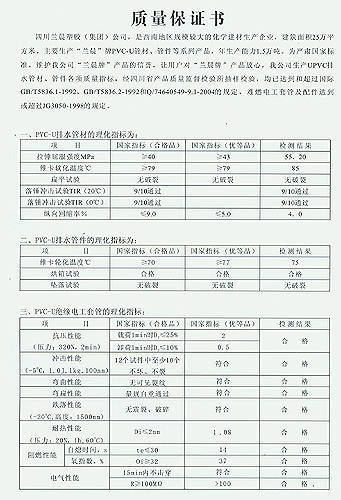 质量保证书
四川兰晨塑胶（集团）公司，是西南地区规模较大的化学建材生产企业，建筑面积25万平
方米，主要生产“兰晨”牌PVC-U管材、管件等系列产品，年生产能力1.5万吨。为严肃国家标
准，维护我公司“兰晨牌”产品的信誉，让用户对“兰晨牌”产品放心，我公司生产UPVC排
水管材、管件各项质量指标，经四川省产品质量监督检验所抽样检验，均已达到和超过国际
GB/T5836.1-1992、GB/T5836.2-1992和Q/74640549-9.1-2004的规定。难燃电工套管及配件达到
或超过JG3050-1998的规定。
一、PVC-U排水管材的理化指标为：
项 目 国家指标（合格品） 国家指标（优等品） 检测结果
拉伸屈服强度MPa ≥40 ≥43 55.20
维卡软化温度℃ ≥79 ≥79 85
扁平试验 无破裂 无破裂 无破裂
落锤冲击试验TIR（20℃） 9/10通过 9/10通过
落锤冲击试验TIR（0℃） 9/10通过 9/10通过
纵向回缩率% ≤9.0 ≤5.0 4.0
二、PVC-U排水管件的理化指标为：
项 目 国家指标（合格品） 国家指标（优等品） 检测结果
维卡轮化温度℃ ≥70 ≥77 75
烘箱试验 合格 合格 合格
坠落试验 无破裂 无破裂 无破裂
三、PVC-U绝缘电工套管的理化指标为：
项 目 国家指标（合格品） 国家指标（优等品） 检测结果
抗压性能 载荷1min时D≤25% 2 合 格
（压力：320N、2min） 卸荷1min时D≤10% 0.5
冲击性能 12个试件中至少10个 符合 合 格
（-5℃，1.0J、1kg、100mm） 不坏、不裂
弯曲性能 无可见裂纹 符合 合 格
弯扁性能 量规自重通过 符合 合 格
跌落性能 无震裂、破碎 符合 合 格
（-20℃，高度：1500mm）
耐热性能 Di≤2mm 1.08 合 格
（压力：20N，1h，60℃）
阻燃性能 自熄时间，s te≤30 14 合 格
氧指数，% OI≥32 37 合 格
电气性能 15min内不击穿 符合 合 格
R≥100MΩ >100 合 格